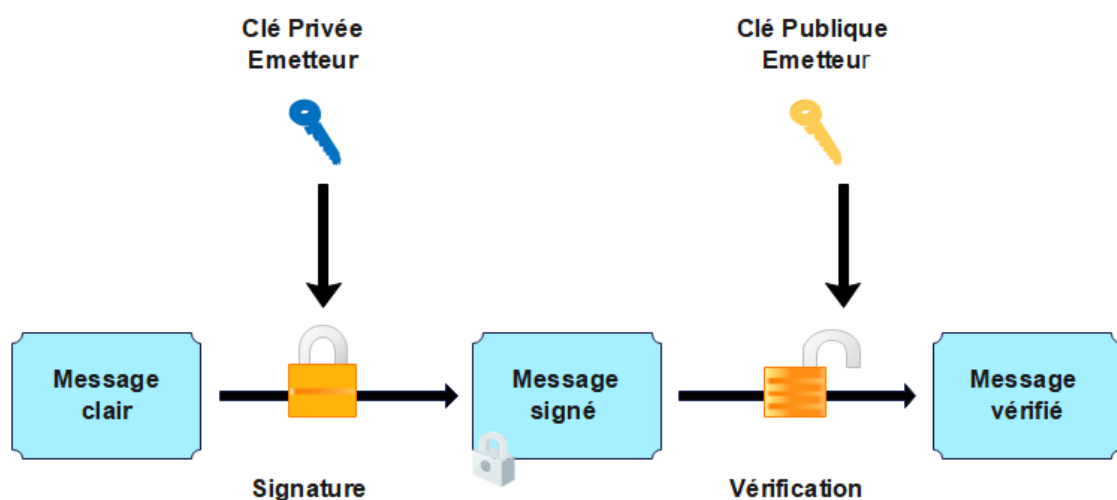 Clé Privée
Emetteur
Clé Publique
Emetteur
Message
clair
Message
signé
Message
vérifié
Signature
Vérification